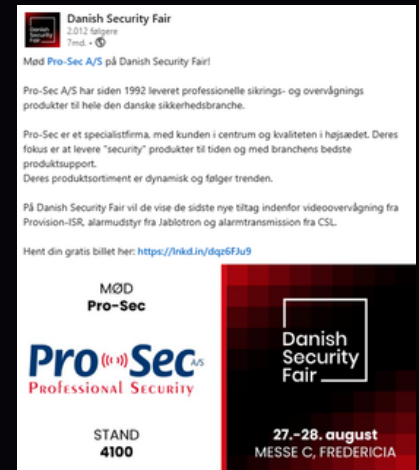 Danish
Security
Fair
Danish Security Fair
2.012 følgere
7md. •
Mød Pro-Sec A/S på Danish Security Fair!
Pro-Sec A/S har siden 1992 leveret professionelle sikrings- og overvågnings
produkter til hele den danske sikkerhedsbranche.
Pro-Sec er et specialistfirma, med kunden i centrum og kvaliteten i højsædet. Deres
fokus er at levere "security" produkter til tiden og med branchens bedste
produktsupport.
Deres produktsortiment er dynamisk og følger trenden.
På Danish Security Fair vil de vise de sidste nye tiltag indenfor videoovervågning fra
Provision-ISR, alarmudstyr fra Jablotron og alarmtransmission fra CSL.
Hent din gratis billet her: https://lnkd.in/dqz6FJu9
MØD
Pro-Sec
Pro Sec A/S
PROFESSIONAL SECURITY
STAND
4100
Danish
Security
Fair
27.-28. august
MESSE C, FREDERICIA